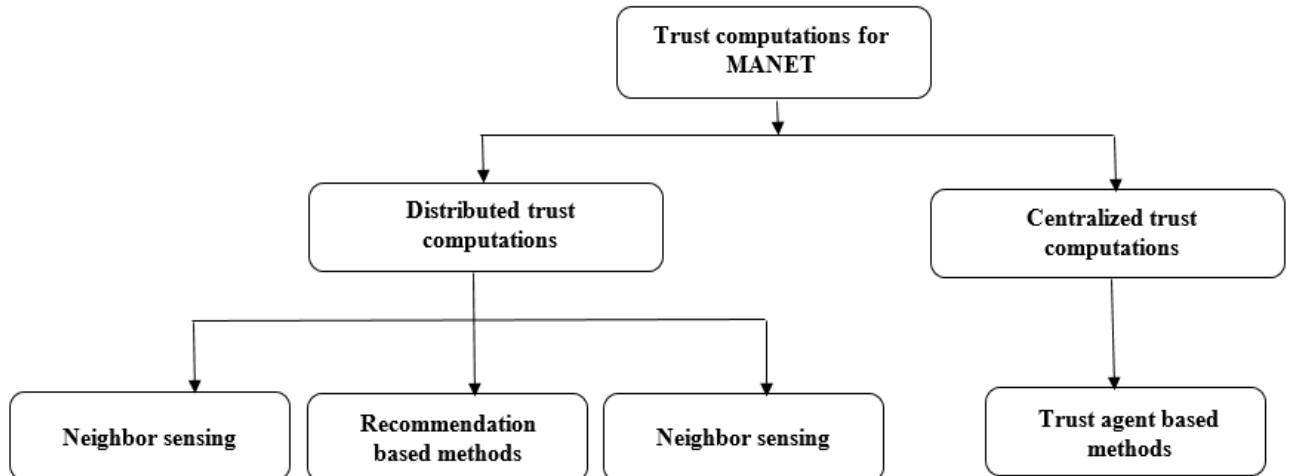 Trust computations for
MANET
Distributed trust
computations
Centralized trust
computations
Neighbor sensing
Recommendation
based methods
Neighbor sensing
Trust agent based
methods